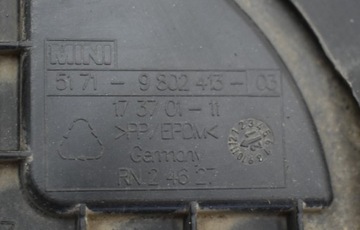 MINI
51 71 - 9 802 413 - 03
17 37 01 - 11
>PP/EPDM<
Germany
RN 2 46 27